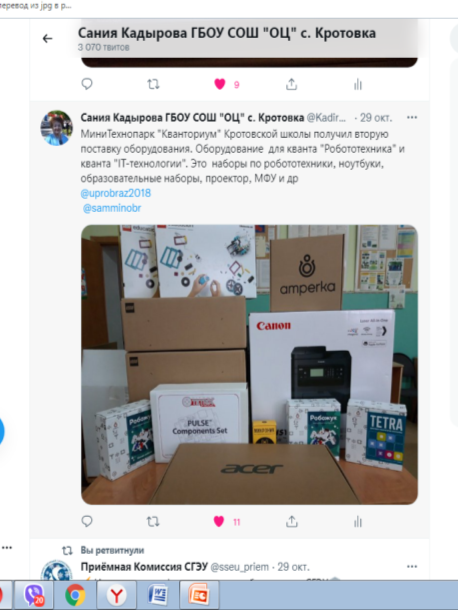 перевод из jpg в p...
Сания Кадырова ГБОУ СОШ "ОЦ" с. Кротовка
3 070 твитов
9
Сания Кадырова ГБОУ СОШ "ОЦ" с. Кротовка @Kadir... · 29 окт.
МиниТехнопарк "Кванториум" Кротовской школы получил вторую
поставку оборудования. Оборудование для кванта "Робототехника" и
кванта "IT-технологии". Это наборы по робототехники, ноутбуки,
образовательные наборы, проектор, МФУ и др
@uprobraz2018
@samminobr
amperka
Canon
PULSE
Components Set
Робоняша
TETRA
acer
11
Вы ретвитнули
Приёмная Комиссия СГЭУ @sseu_priem · 29 окт.
20